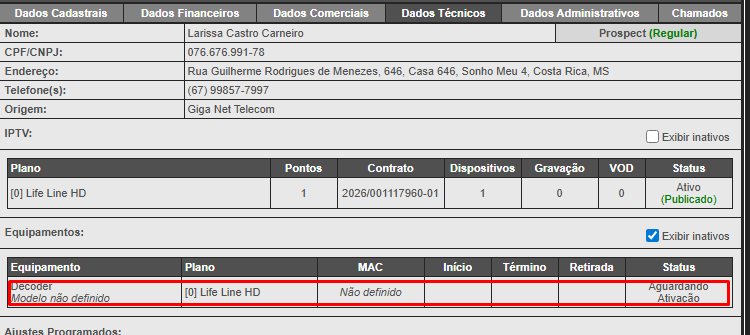 Dados Cadastrais Dados Financeiros Dados Comerciais Dados Técnicos Dados Administrativos Chamados
Nome: Larissa Castro Carneiro Prospect (Regular)
CPF/CNPJ: 076.676.991-78
Endereço: Rua Guilherme Rodrigues de Menezes, 646, Casa 646, Sonho Meu 4, Costa Rica, MS
Telefone(s): (67) 99857-7997
Origem: Giga Net Telecom
IPTV: Exibir inativos
Plano Pontos Contrato Dispositivos Gravação VOD Status
[0] Life Line HD 1 2026/001117960-01 1 0 0 Ativo
(Publicado)
Equipamentos: Exibir inativos
Equipamento Plano MAC Início Término Retirada Status
Decoder [0] Life Line HD Não definido Aguardando
Modelo não definido Ativação
Ajustes Programados: